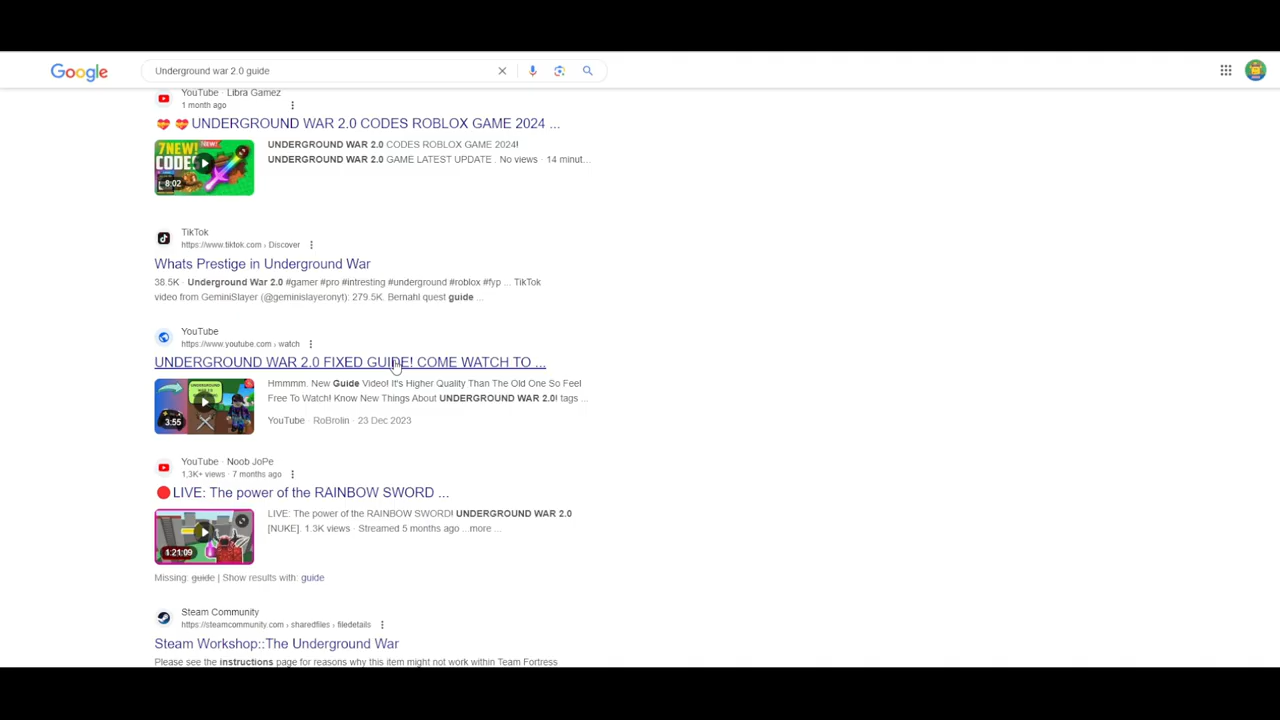 Google
Underground war 2.0 guide
YouTube · Libra Gamez
1 month ago
UNDERGROUND WAR 2.0 CODES ROBLOX GAME 2024 ...
7 NEW!
CODES
8:02
UNDERGROUND WAR 2.0 CODES ROBLOX GAME 2024!
UNDERGROUND WAR 2.0 GAME LATEST UPDATE . No views · 14 minut...
TikTok
https://www.tiktok.com › Discover
Whats Prestige in Underground War
38.5K · Underground War 2.0 #gamer #pro #intresting #underground #roblox #fyp ... TikTok
video from GeminiSlayer (@geminislayeronyt): 279.5K. Bernahl quest guide ...
YouTube
https://www.youtube.com › watch
UNDERGROUND WAR 2.0 FIXED GUIDE! COME WATCH TO ...
3:55
Hmmmm. New Guide Video! It's Higher Quality Than The Old One So Feel
Free To Watch! Know New Things About UNDERGROUND WAR 2.0! tags ...
YouTube · RoBrolin · 23 Dec 2023
YouTube · Noob JoPe
1.3K+ views · 7 months ago
LIVE: The power of the RAINBOW SWORD ...
1:21:09
LIVE: The power of the RAINBOW SWORD! UNDERGROUND WAR 2.0
[NUKE]. 1.3K views · Streamed 5 months ago ...more ...
Missing: guide | Show results with: guide
Steam Community
https://steamcommunity.com › sharedfiles › filedetails
Steam Workshop::The Underground War
Please see the instructions page for reasons why this item might not work within Team Fortress